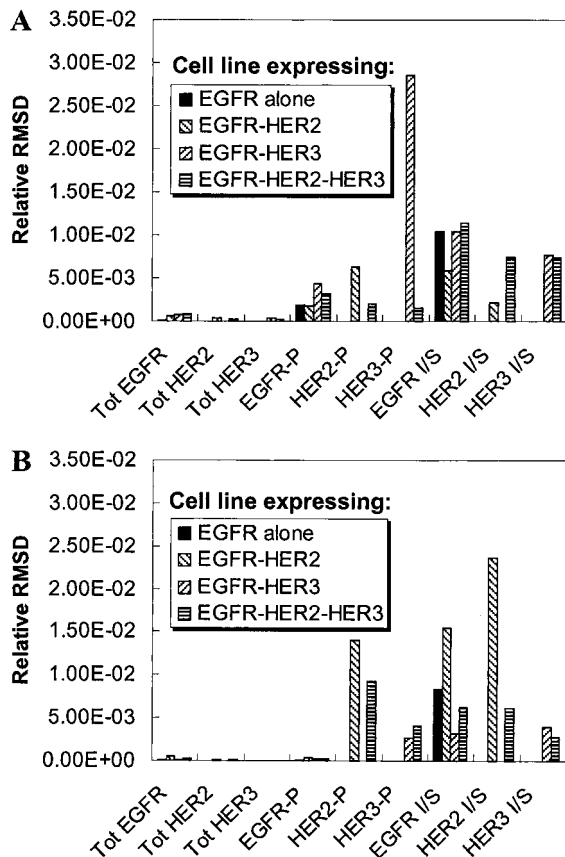 A
Relative RMSD
3.50E-02
3.00E-02
2.50E-02
2.00E-02
1.50E-02
1.00E-02
5.00E-03
0.00E+00
Cell line expressing:
EGFR alone
EGFR-HER2
EGFR-HER3
EGFR-HER2-HER3
Tot EGFR
Tot HER2
Tot HER3
EGFR-P
HER2-P
HER3-P
EGFR I/S
HER2 I/S
HER3 I/S
B
Relative RMSD
3.50E-02
3.00E-02
2.50E-02
2.00E-02
1.50E-02
1.00E-02
5.00E-03
0.00E+00
Cell line expressing:
EGFR alone
EGFR-HER2
EGFR-HER3
EGFR-HER2-HER3
Tot EGFR
Tot HER2
Tot HER3
EGFR-P
HER2-P
HER3-P
EGFR I/S
HER2 I/S
HER3 I/S